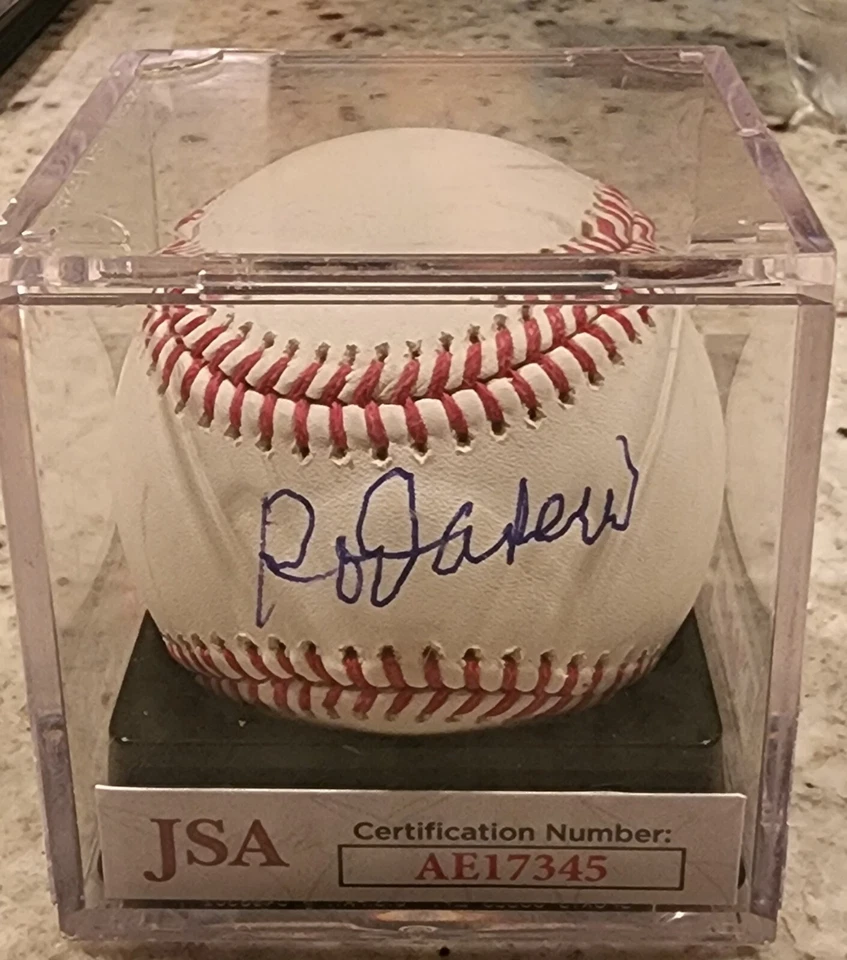 Rod Carew
JSA
Certification Number:
AE17345